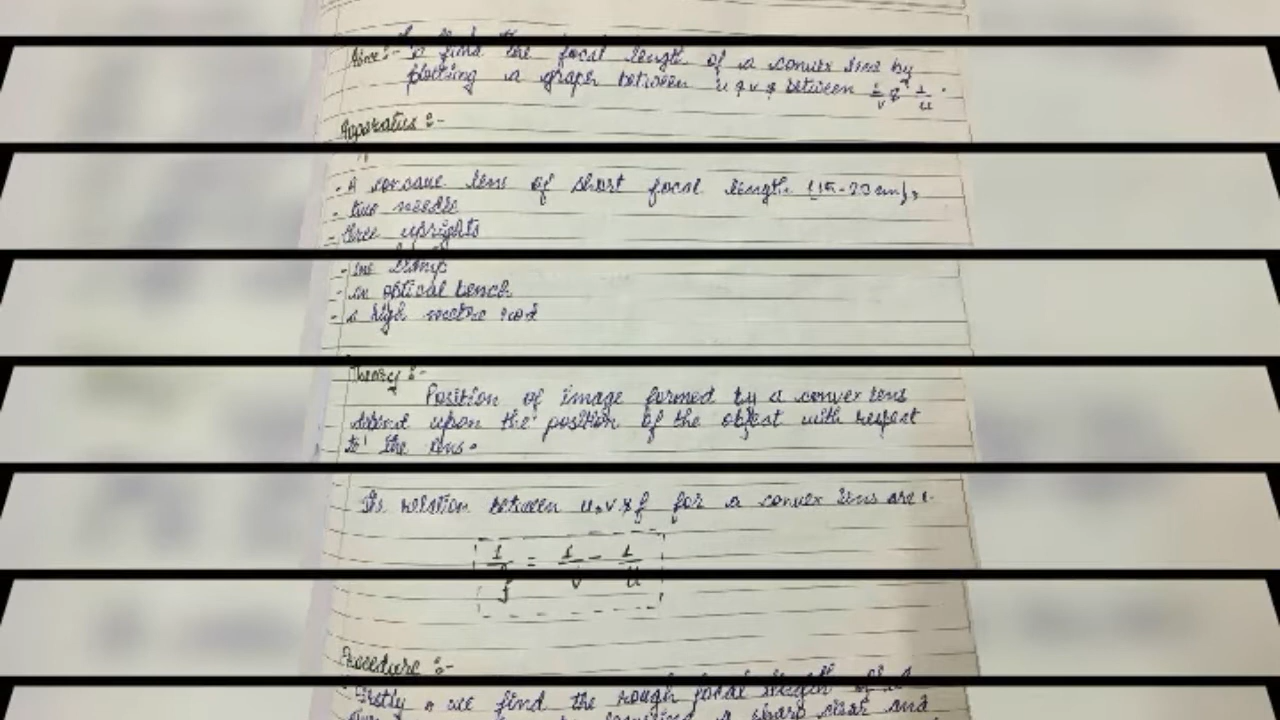 Aim:- To find the focal length of a convex lens by
plotting a graph between u & v & between 1/v & 1/u.
Apparatus :-
- A concave lens of short focal length (15-20 cm),
- two needle
- three uprights
- one clamp
- an optical bench
- a high metre rod
Theory :-
Position of image formed by a convex lens
depend upon the position of the object with respect
to the lens.
The relation between u,v & f for a convex lens are :
1/f = 1/v - 1/u
Procedure :-
Firstly we find the rough focal length of a
a sharp clear and